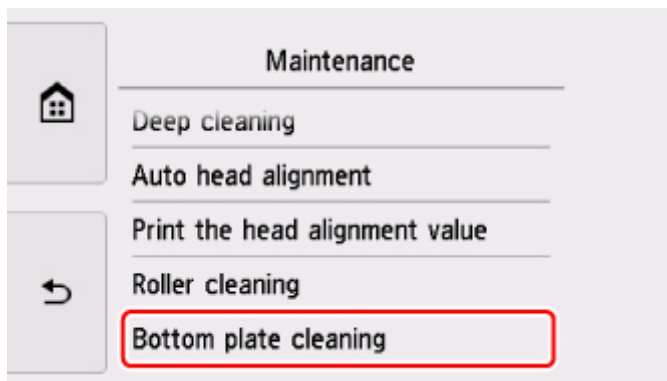 Maintenance
Deep cleaning
Auto head alignment
Print the head alignment value
Roller cleaning
Bottom plate cleaning